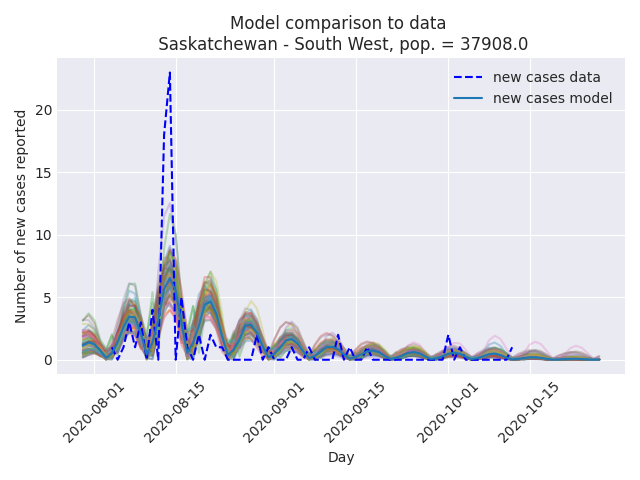 Model comparison to data
Saskatchewan - South West, pop. = 37908.0
new cases data
new cases model
Number of new cases reported
20
15
10
5
0
2020-08-01
2020-08-15
2020-09-01
2020-09-15
2020-10-01
2020-10-15
Day